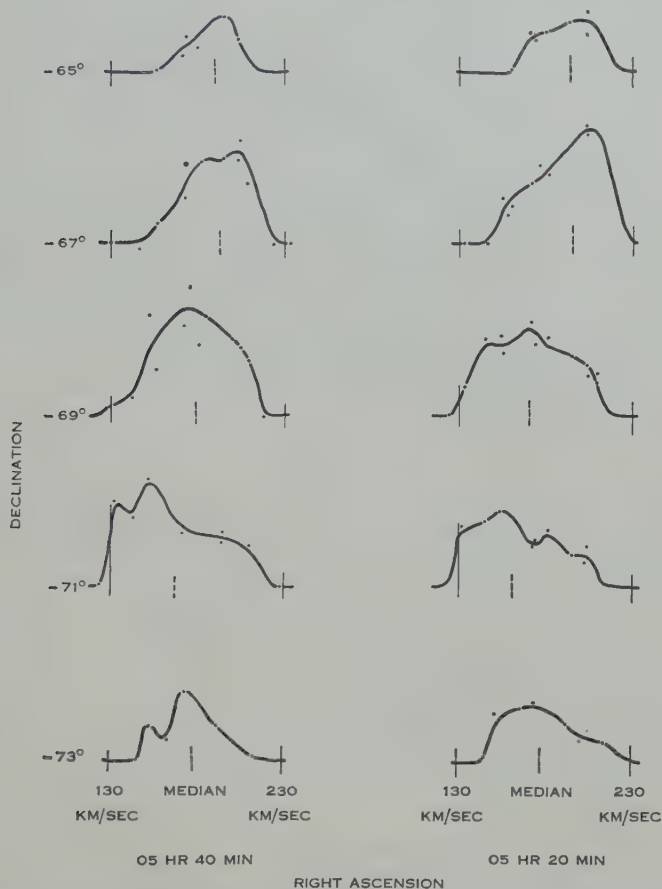 -65°
-67°
DECLINATION
-69°
-71°
-73°
130 MEDIAN 230 130 MEDIAN 230
KM/SEC KM/SEC KM/SEC KM/SEC
05 HR 40 MIN 05 HR 20 MIN
RIGHT ASCENSION